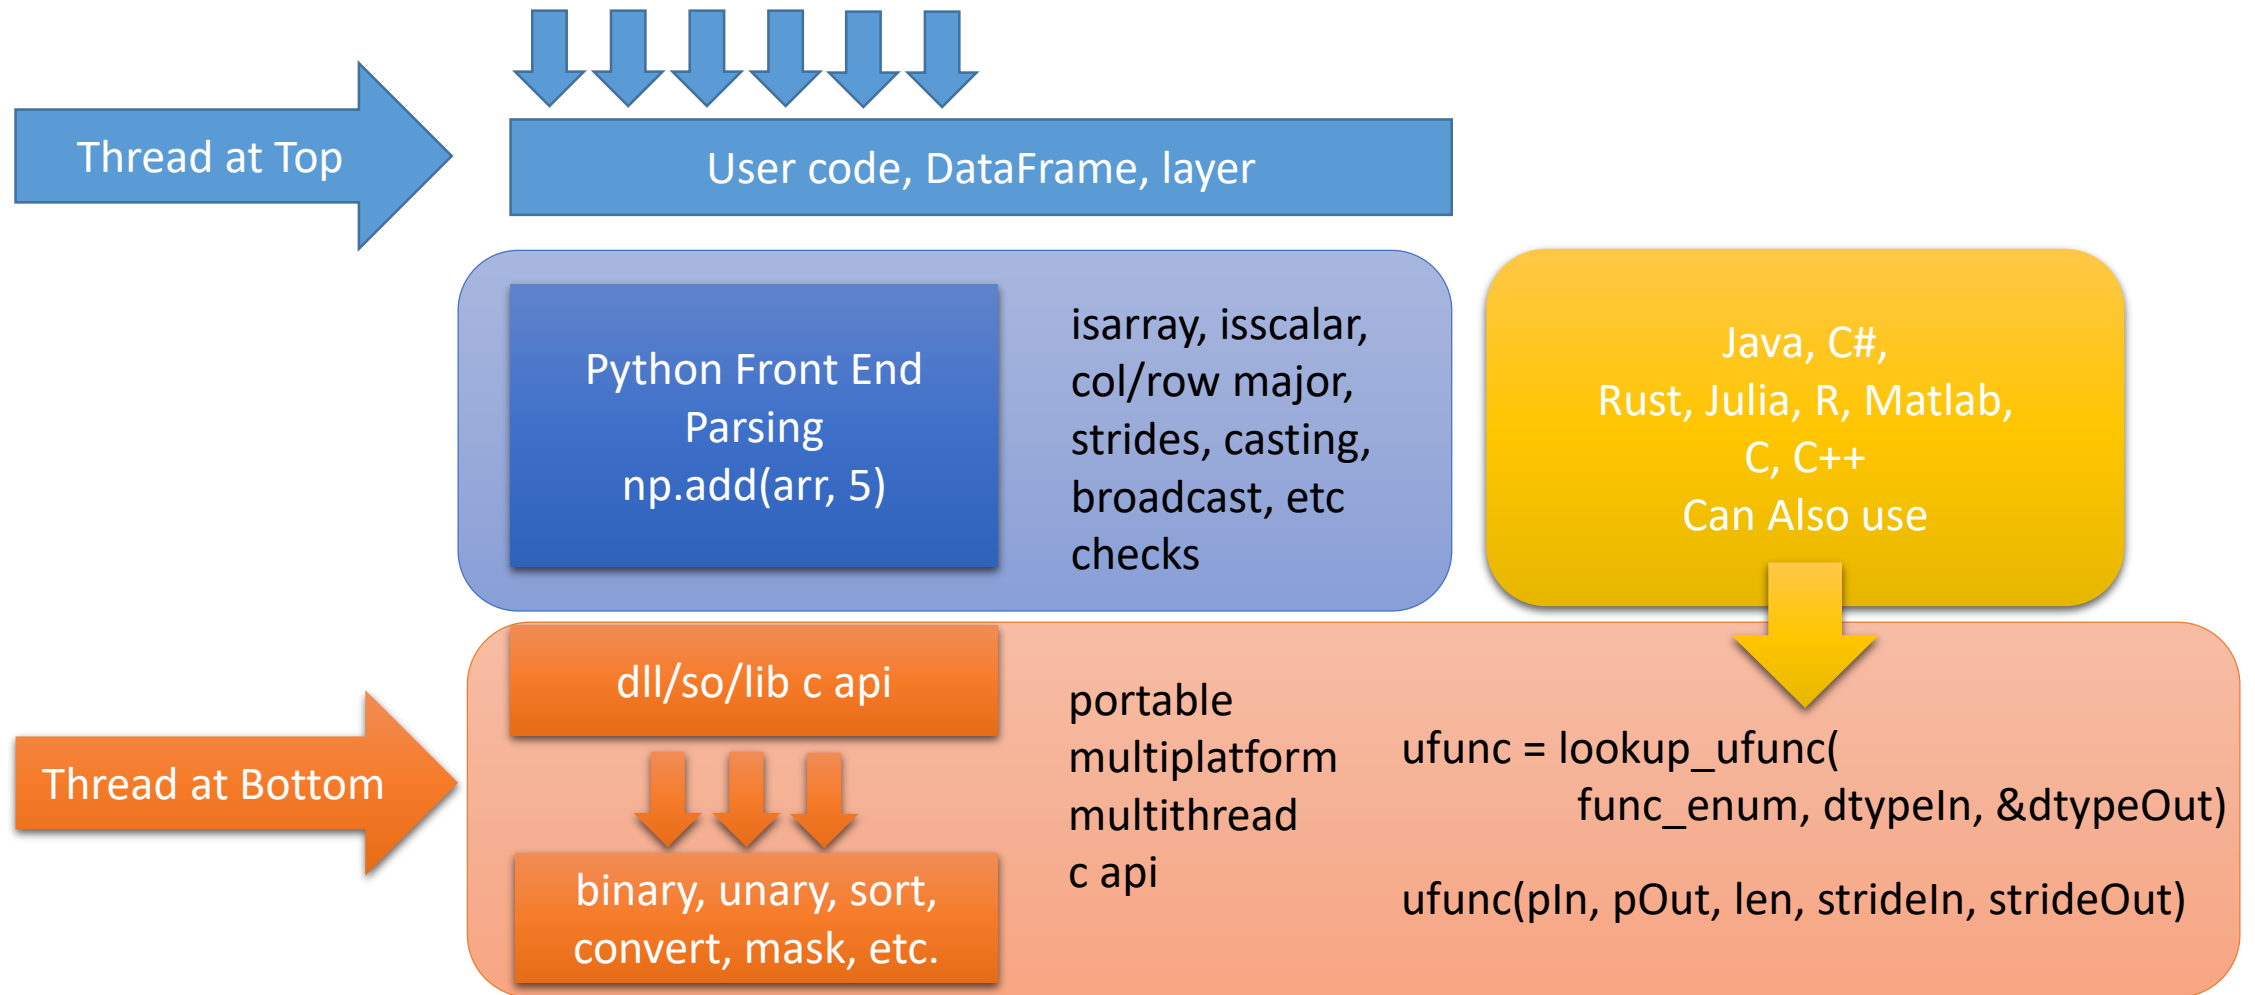 Thread at Top
User code, DataFrame, layer
Python Front End
Parsing
np.add(arr, 5)
isarray, isscalar,
col/row major,
strides, casting,
broadcast, etc
checks
Java, C#,
Rust, Julia, R, Matlab,
C, C++
Can Also use
Thread at Bottom
dll/so/lib c api
binary, unary, sort,
convert, mask, etc.
portable
multiplatform
multithread
c api
ufunc = lookup_ufunc(
func_enum, dtypeIn, &dtypeOut)
ufunc(pIn, pOut, len, strideIn, strideOut)